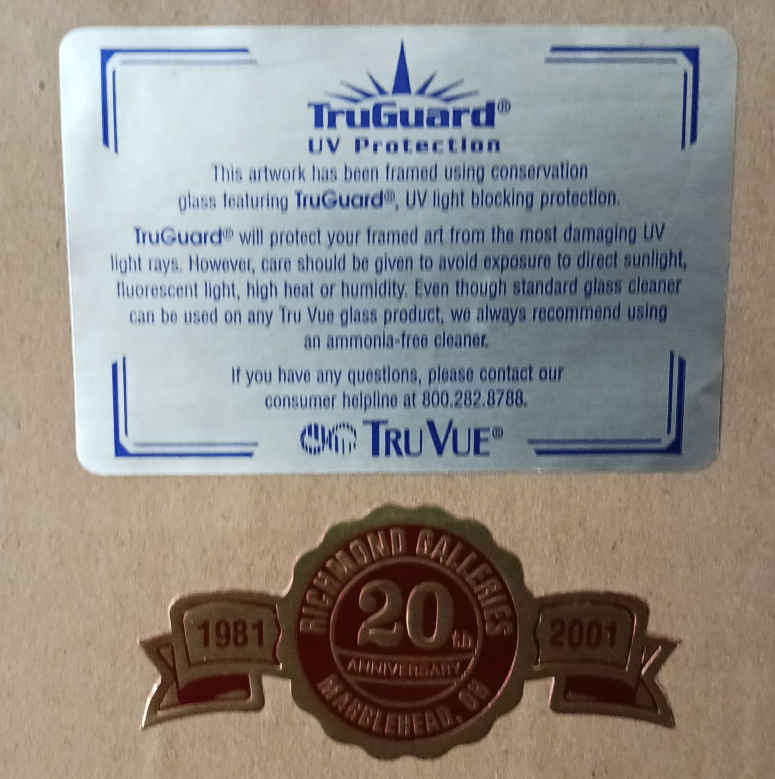 TruGuard®
UV Protection
This artwork has been framed using conservation
glass featuring TruGuard®, UV light blocking protection.
TruGuard® will protect your framed art from the most damaging UV
light rays. However, care should be given to avoid exposure to direct sunlight,
fluorescent light, high heat or humidity. Even though standard glass cleaner
can be used on any Tru Vue glass product, we always recommend using
an ammonia-free cleaner.
If you have any questions, please contact our
consumer helpline at 800.282.8788.
TRU VUE®
RICHMOND GALLERIES
1981
20th
2001
ANNIVERSARY
MARBLEHEAD, OH